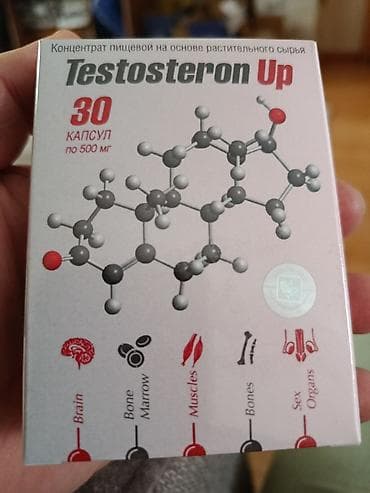 Концентрат пищевой на основе растительного сырья
Testosteron Up
30
КАПСУЛ
по 500 мг
Brain
Bone
Marrow
Muscles
Bones
Sex
Organs